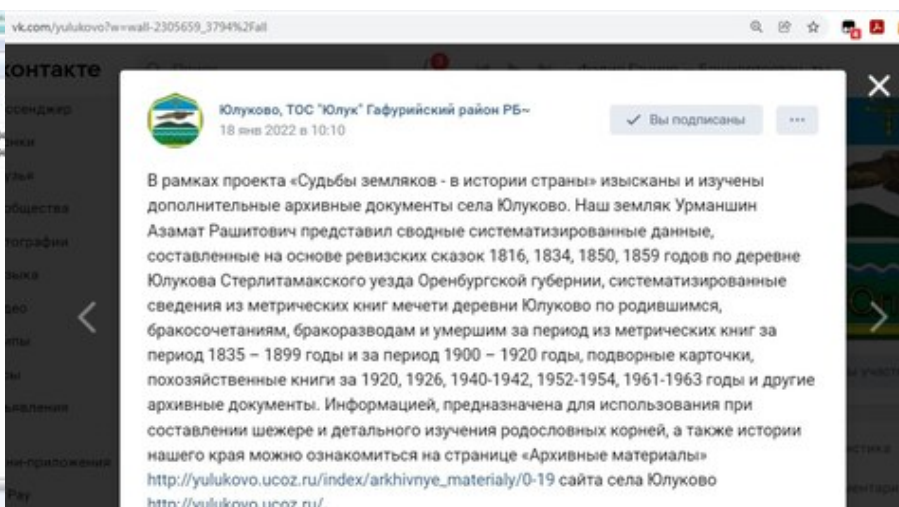 vk.com/yulukovo?w=wall-2305659_3794%2Fall
Юлуково, ТОС "Юлук" Гафурийский район РБ~
18 янв 2022 в 10:10
Вы подписаны
В рамках проекта «Судьбы земляков - в истории страны» изысканы и изучены
дополнительные архивные документы села Юлуково. Наш земляк Урманшин
Азамат Рашитович представил сводные систематизированные данные,
составленные на основе ревизских сказок 1816, 1834, 1850, 1859 годов по деревне
Юлукова Стерлитамакского уезда Оренбургской губернии, систематизированные
сведения из метрических книг мечети деревни Юлуково по родившимся,
бракосочетаниям, бракоразводам и умершим за период из метрических книг за
период 1835 – 1899 годы и за период 1900 – 1920 годы, подворные карточки,
похозяйственные книги за 1920, 1926, 1940-1942, 1952-1954, 1961-1963 годы и другие
архивные документы. Информацией, предназначена для использования при
составлении шежере и детального изучения родословных корней, а также истории
нашего края можно ознакомиться на странице «Архивные материалы»
http://yulukovo.ucoz.ru/index/arkhivnye_materialy/0-19 сайта села Юлуково
http://yulukovo.ucoz.ru/